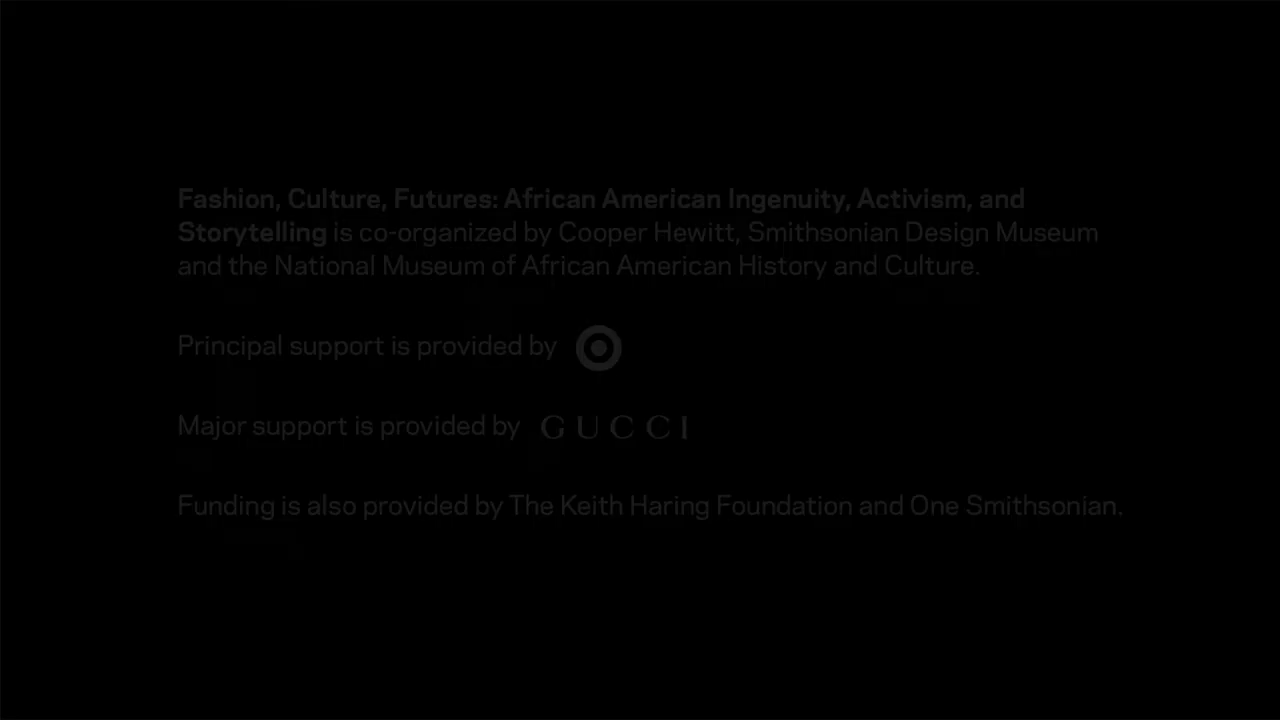 Fashion, Culture, Futures: African American Ingenuity, Activism, and
Storytelling is co-organized by Cooper Hewitt, Smithsonian Design Museum
and the National Museum of African American History and Culture.
Principal support is provided by
Major support is provided by GUCCI
Funding is also provided by The Keith Haring Foundation and One Smithsonian.